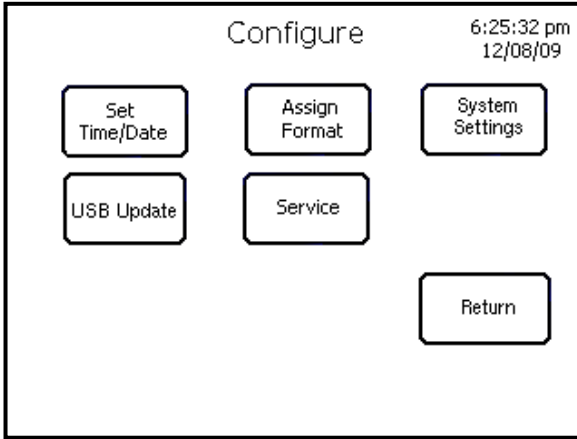 Configure
6:25:32 pm
12/08/09
Set
Time/Date
Assign
Format
System
Settings
USB Update
Service
Return